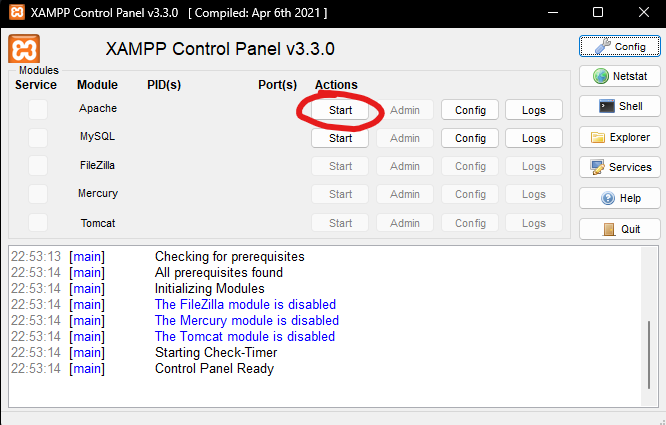 XAMPP Control Panel v3.3.0 [ Compiled: Apr 6th 2021 ]
XAMPP Control Panel v3.3.0
Config
Modules
Service Module PID(s) Port(s) Actions
Netstat
Apache Start Admin Config Logs
Shell
MySQL Start Admin Config Logs
Explorer
FileZilla Start Admin Config Logs
Services
Mercury Start Admin Config Logs
Help
Tomcat Start Admin Config Logs
Quit
22:53:13 [main] Checking for prerequisites
22:53:14 [main] All prerequisites found
22:53:14 [main] Initializing Modules
22:53:14 [main] The FileZilla module is disabled
22:53:14 [main] The Mercury module is disabled
22:53:14 [main] The Tomcat module is disabled
22:53:14 [main] Starting Check-Timer
22:53:14 [main] Control Panel Ready